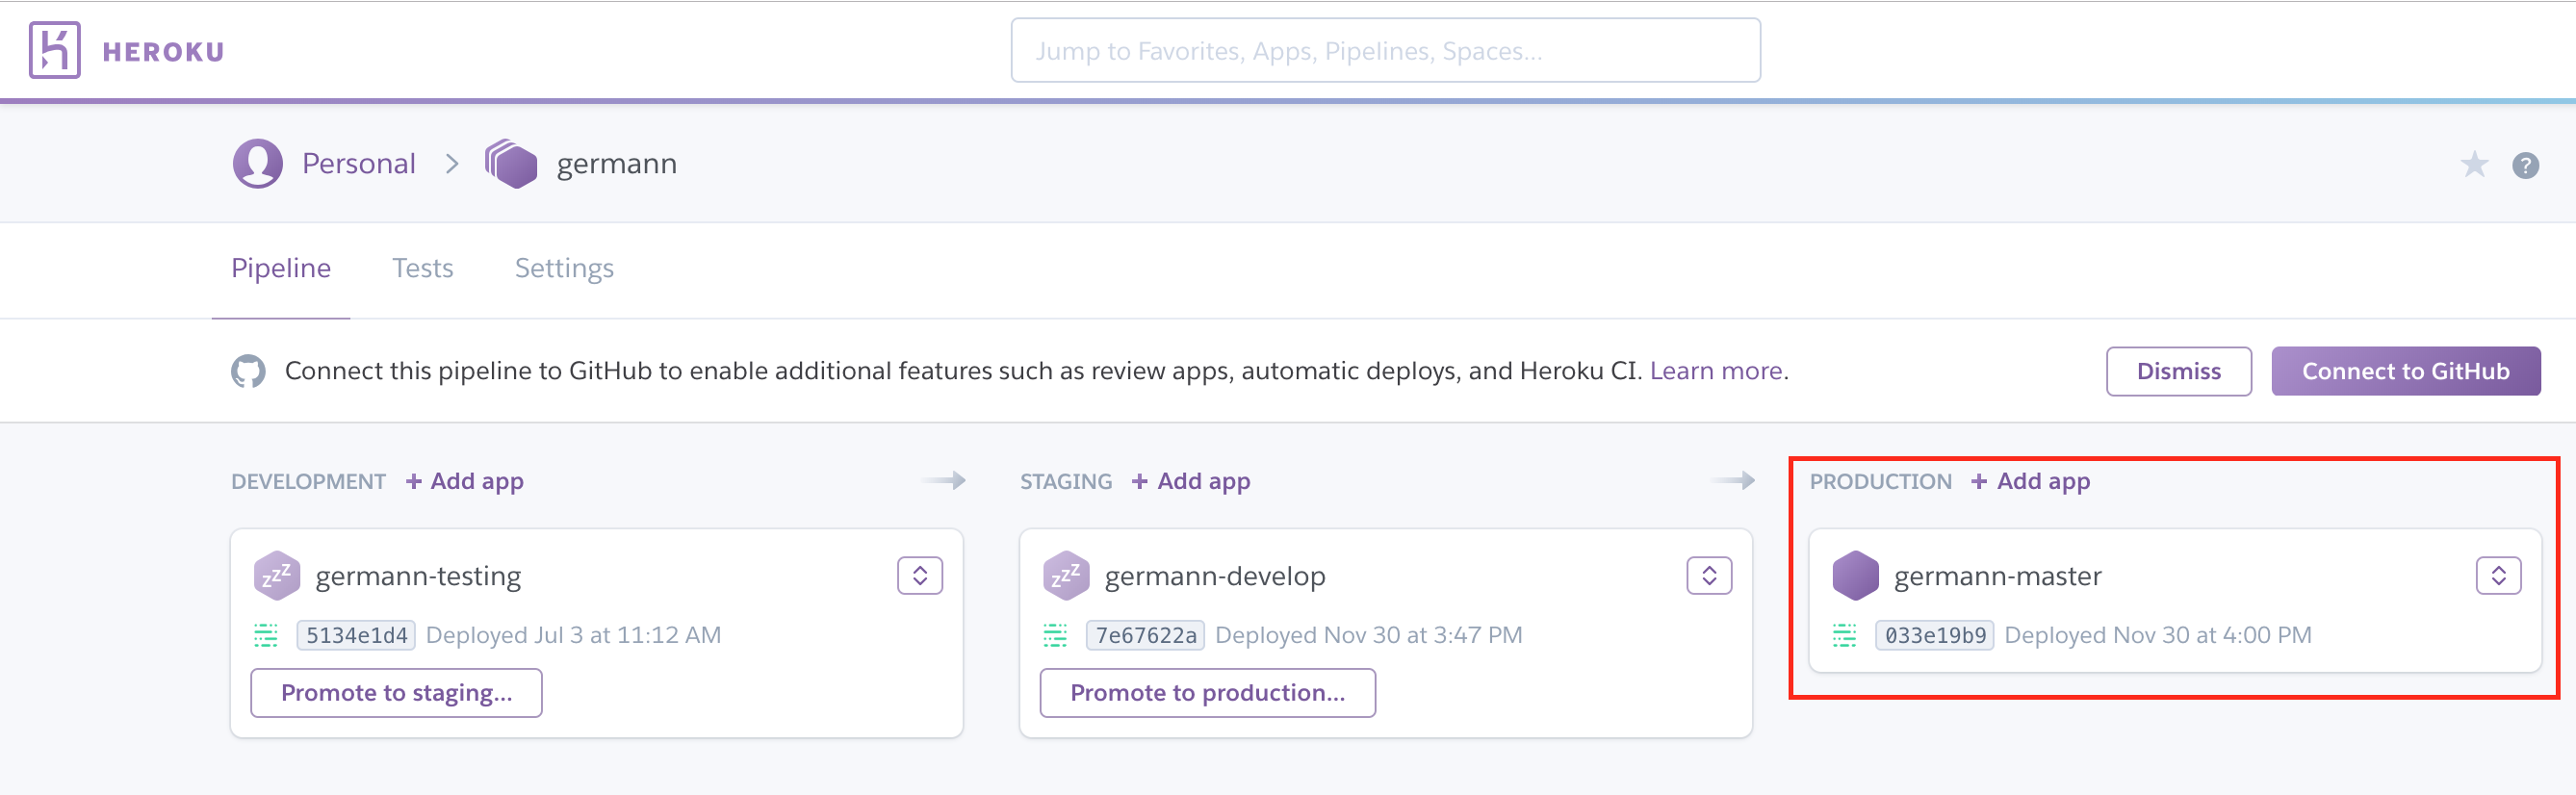 HEROKU
Jump to Favorites, Apps, Pipelines, Spaces...
Personal > germann
?
Pipeline Tests Settings
Connect this pipeline to GitHub to enable additional features such as review apps, automatic deploys, and Heroku CI. Learn more.
Dismiss
Connect to GitHub
DEVELOPMENT + Add app
zzz germann-testing
5134e1d4 Deployed Jul 3 at 11:12 AM
Promote to staging...
STAGING + Add app
zzz germann-develop
7e67622a Deployed Nov 30 at 3:47 PM
Promote to production...
PRODUCTION + Add app
germann-master
033e19b9 Deployed Nov 30 at 4:00 PM